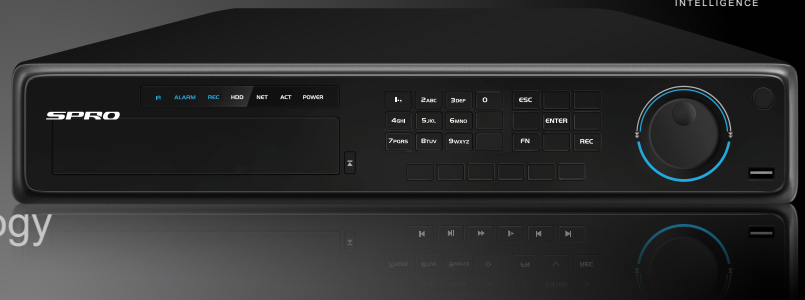 INTELLIGENCE
IR ALARM REC HDD NET ACT POWER
SPRO
1., 2ABC 3DEF 0 ESC
4GHI 5JKL 6MNO ENTER
7PQRS 8TUV 9WXYZ FN REC
ogy